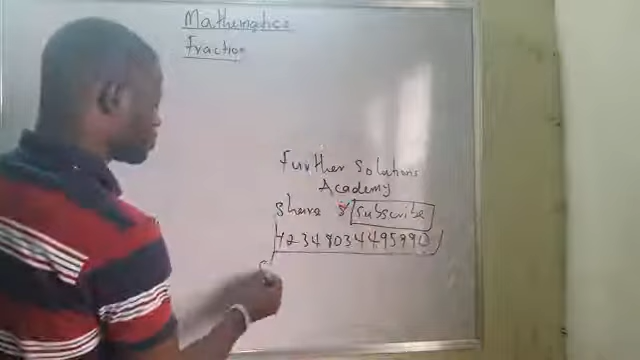 Mathematics
Fraction
Further Solutions
Academy
Share & Subscribe
+2348034495990